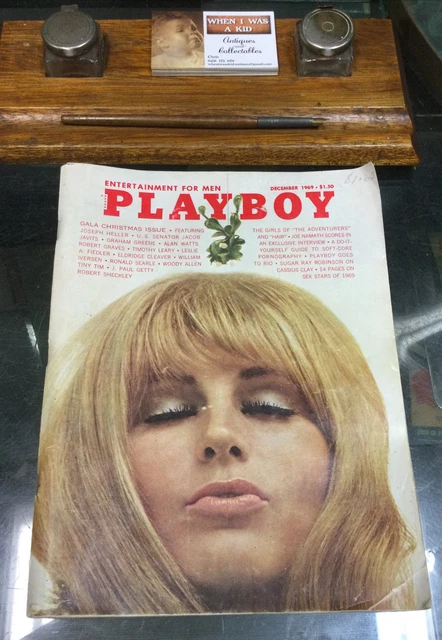 WHEN I WAS
A KID
Antiques
and
Collectables
ENTERTAINMENT FOR MEN
DECEMBER 1969 • $1.50
PLAYBOY
GALA CHRISTMAS ISSUE • FEATURING
JOSEPH HELLER • U. S. SENATOR JACOB
JAVITS • GRAHAM GREENE • ALAN WATTS
ROBERT GRAVES • TIMOTHY LEARY • LESLIE
A. FIEDLER • ELDRIDGE CLEAVER • WILLIAM
IVERSEN • RONALD SEARLE • WOODY ALLEN
TINY TIM • J. PAUL GETTY
ROBERT SHECKLEY
THE GIRLS OF "THE ADVENTURERS"
AND "HAIR" • JOE NAMATH SCORES IN
AN EXCLUSIVE INTERVIEW • A DO-IT-
YOURSELF GUIDE TO SOFT-CORE
PORNOGRAPHY • PLAYBOY GOES
TO RIO • SUGAR RAY ROBINSON ON
CASSIUS CLAY • 14 PAGES ON
SEX STARS OF 1969